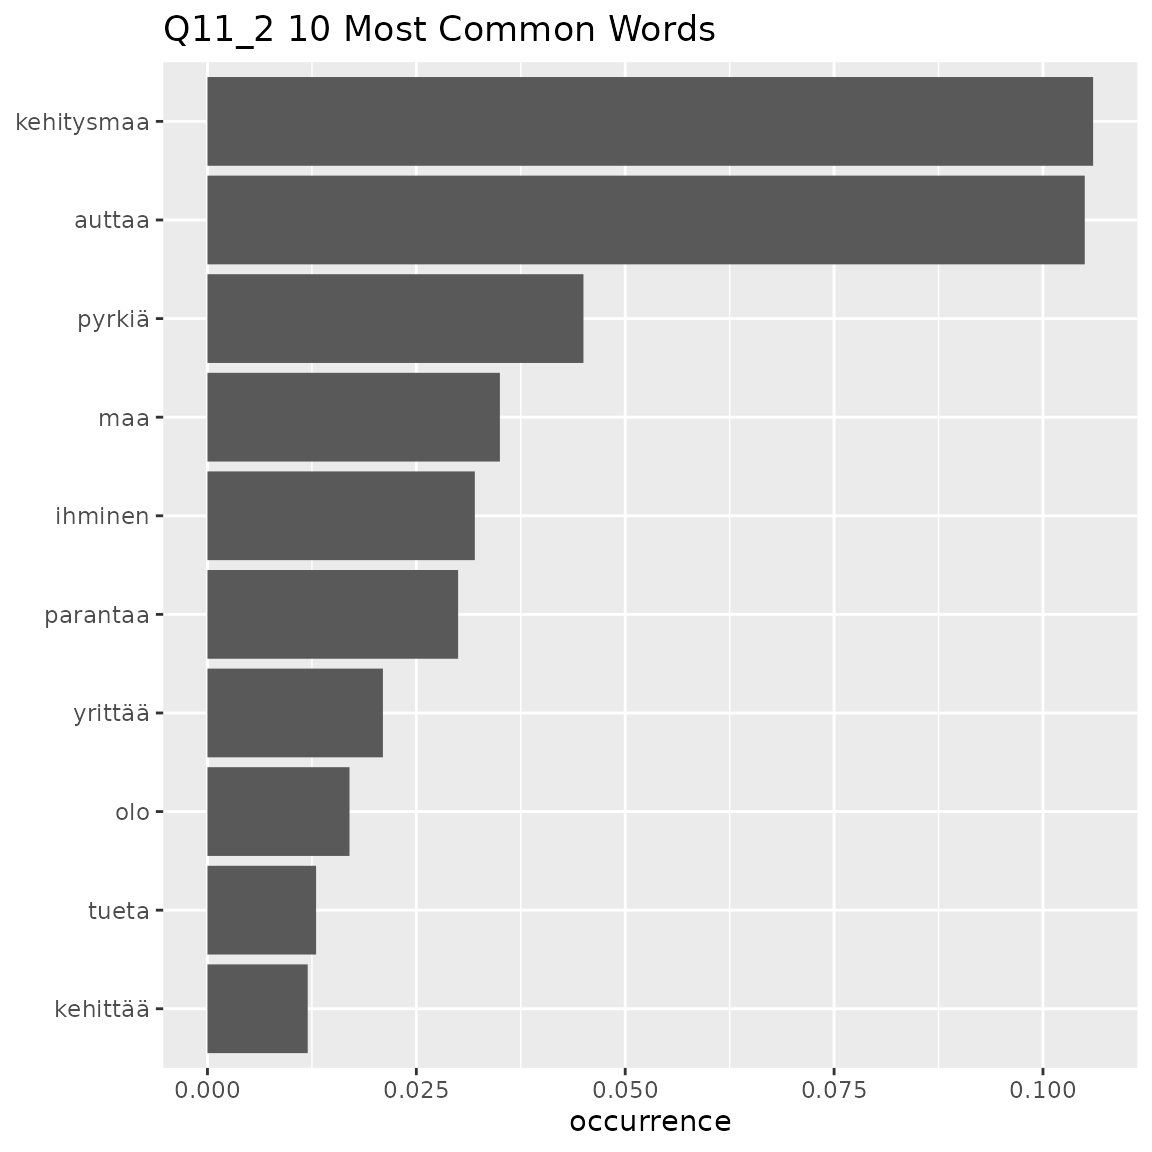 Q11_2 10 Most Common Words
kehitysmaa
auttaa
pyrkiä
maa
ihminen
parantaa
yrittää
olo
tueta
kehittää
0.000 0.025 0.050 0.075 0.100
occurrence